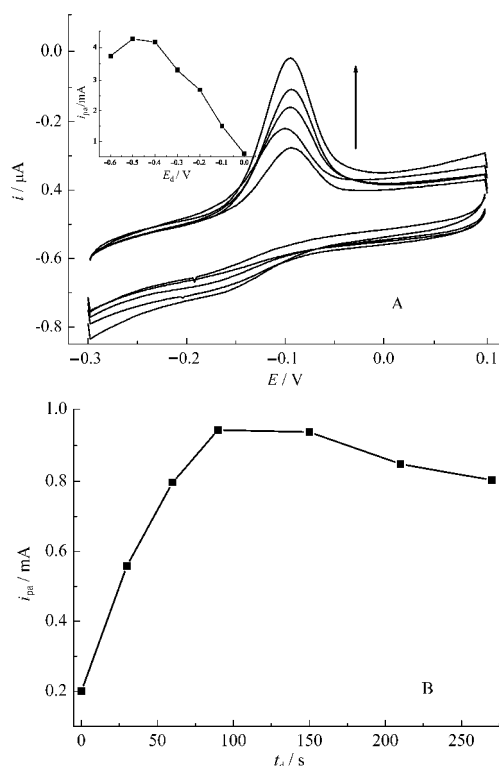 0.0
-0.2
0.4
-0.6
-0.8
i / μA
4
3
2
1
i_pa/mA
-0.6 -0.5 -0.4 -0.3 -0.2 -0.1 0.0
E_d / V
A
-0.3 -0.2 -0.1 0.0 0.1
E / V
1.0
0.8
0.6
0.4
0.2
i_pa / mA
B
0 50 100 150 200 250
t_d / s